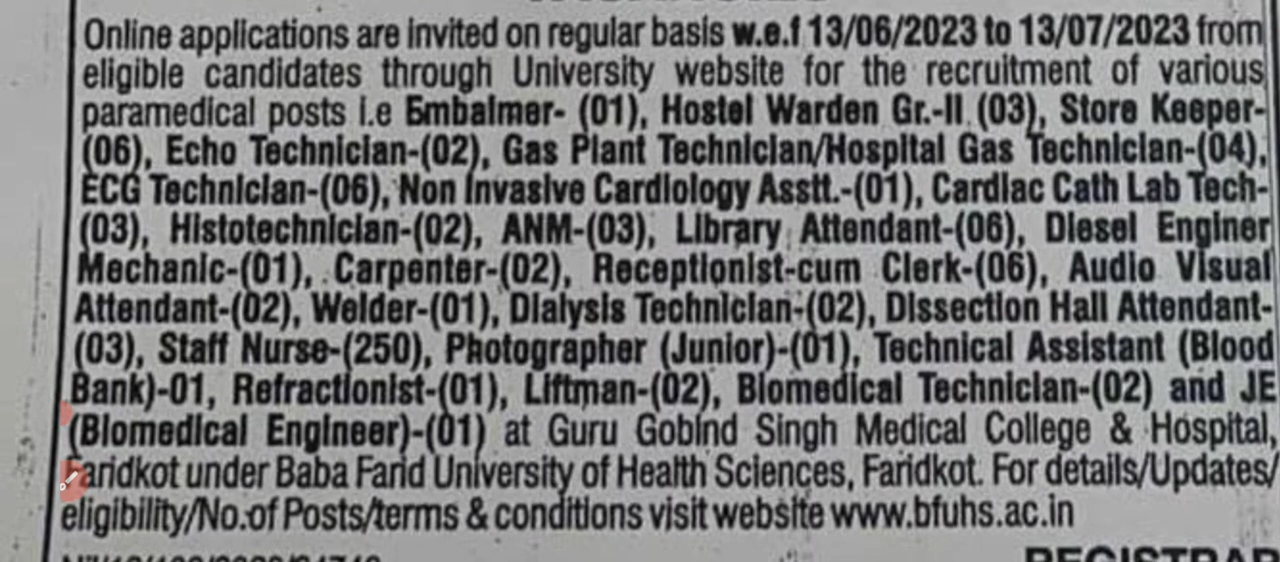 Online applications are invited on regular basis w.e.f 13/06/2023 to 13/07/2023 from
eligible candidates through University website for the recruitment of various
paramedical posts i.e Embalmer- (01), Hostel Warden Gr.-II (03), Store Keeper-
(06), Echo Technician-(02), Gas Plant Technician/Hospital Gas Technician-(04),
ECG Technician-(06), Non Invasive Cardiology Asstt.-(01), Cardiac Cath Lab Tech-
(03), Histotechnician-(02), ANM-(03), Library Attendant-(06), Diesel Enginer
Mechanic-(01), Carpenter-(02), Receptionist-cum Clerk-(06), Audio Visual
Attendant-(02), Welder-(01), Dialysis Technician-(02), Dissection Hall Attendant-
(03), Staff Nurse-(250), Photographer (Junior)-(01), Technical Assistant (Blood
Bank)-01, Refractionist-(01), Liftman-(02), Biomedical Technician-(02) and JE
(Biomedical Engineer)-(01) at Guru Gobind Singh Medical College & Hospital,
Faridkot under Baba Farid University of Health Sciences, Faridkot. For details/Updates/
eligibility/No.of Posts/terms & conditions visit website www.bfuhs.ac.in
REGISTRAR